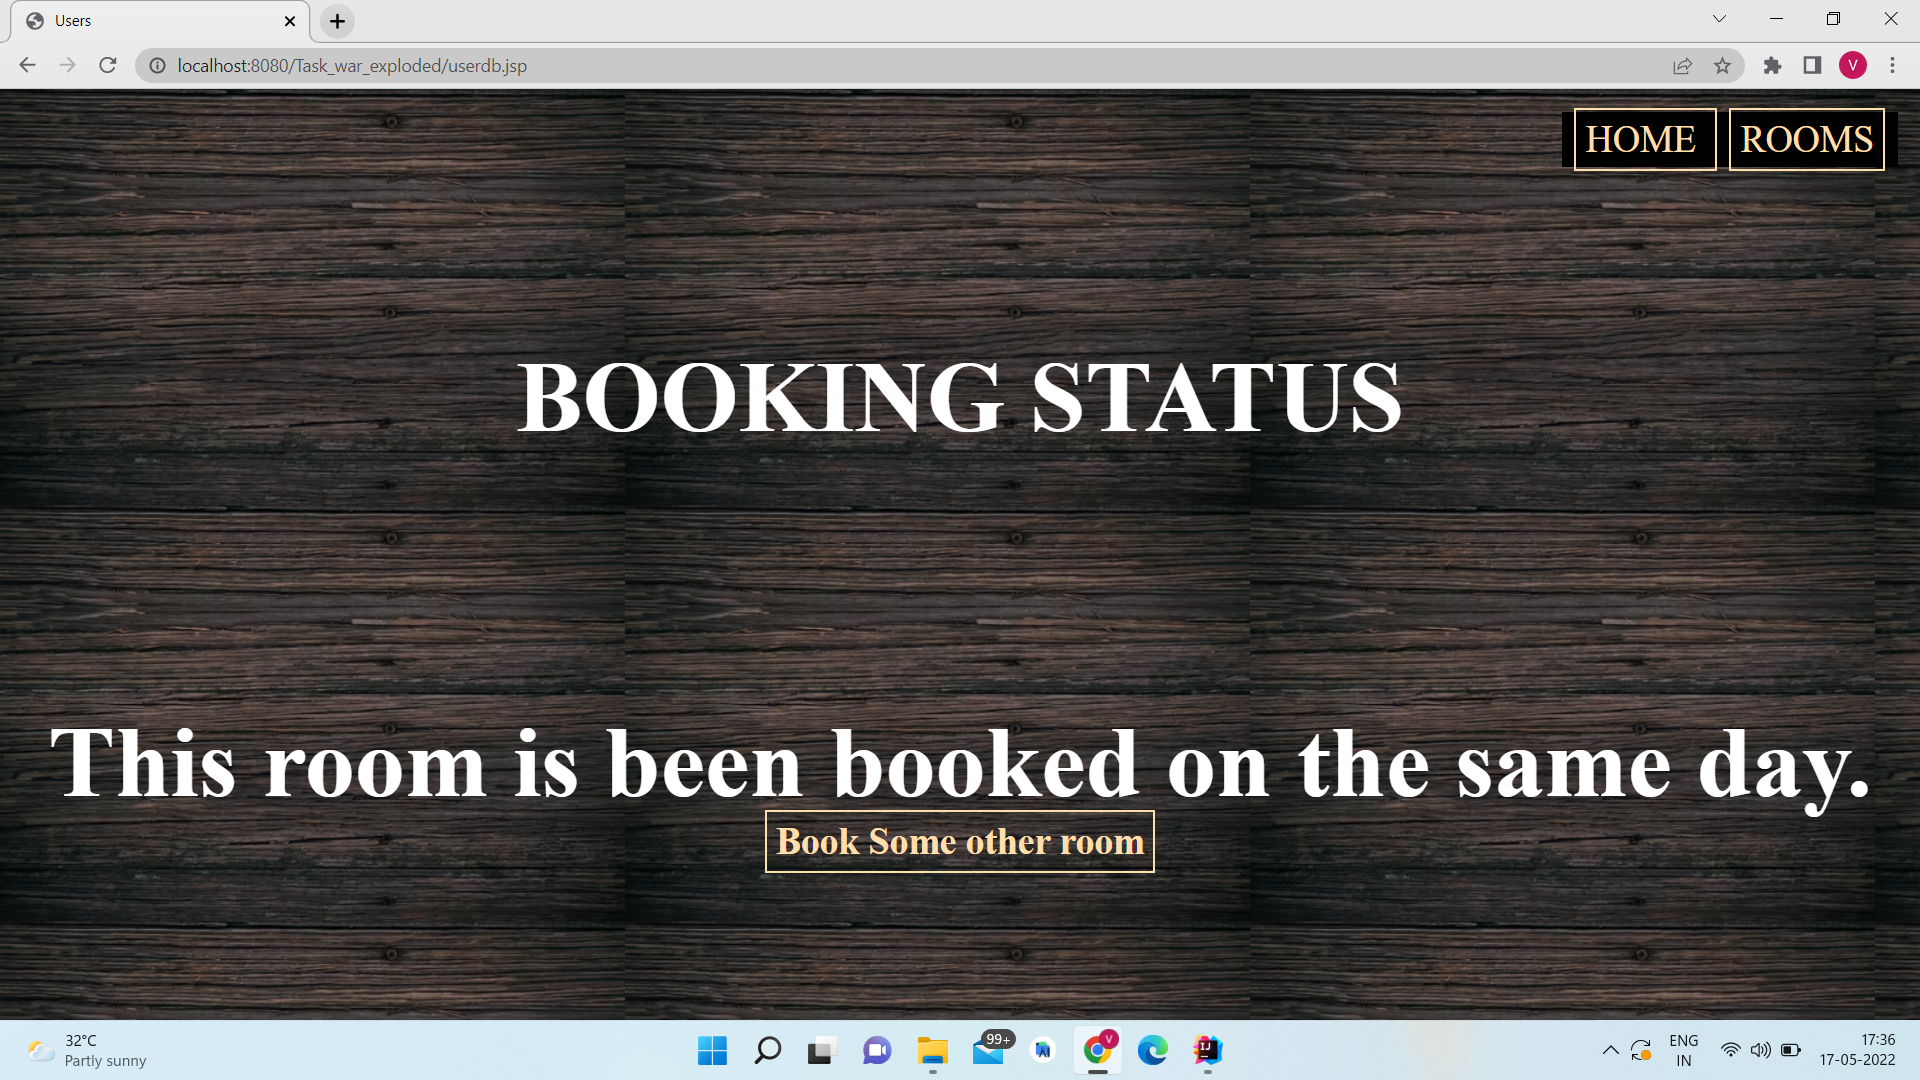 Users
localhost:8080/Task_war_exploded/userdb.jsp
V
HOME
ROOMS
BOOKING STATUS
This room is been booked on the same day.
Book Some other room
32°C
Partly sunny
99+
V
IJ
ENG
IN
17:36
17-05-2022